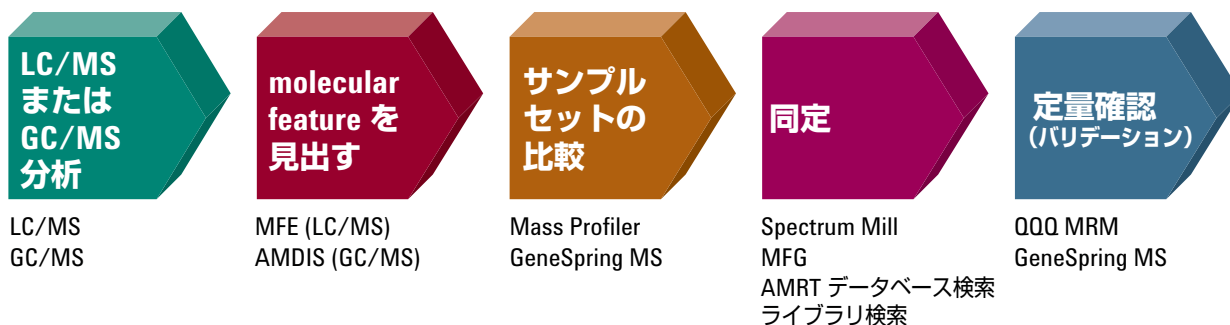 LC/MS
または
GC/MS
分析
molecular
feature を
見出す
サンプル
セットの
比較
同定
定量確認
（バリデーション）
LC/MS
GC/MS
MFE (LC/MS)
AMDIS (GC/MS)
Mass Profiler
GeneSpring MS
Spectrum Mill
MFG
AMRT データベース検索
ライブラリ検索
QQQ MRM
GeneSpring MS